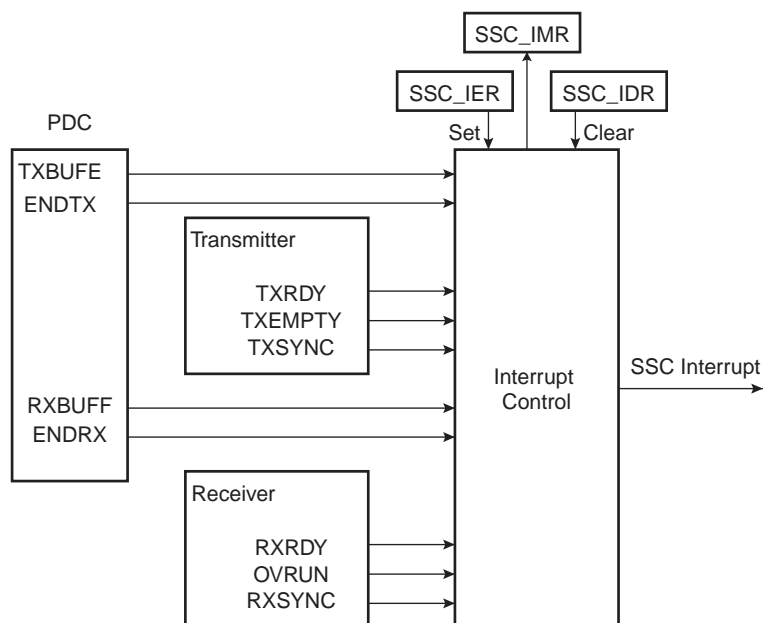 SSC_IMR
SSC_IER
SSC_IDR
Set
Clear
PDC
TXBUFE
ENDTX
Transmitter
TXRDY
TXEMPTY
TXSYNC
RXBUFF
ENDRX
Interrupt
Control
SSC Interrupt
Receiver
RXRDY
OVRUN
RXSYNC